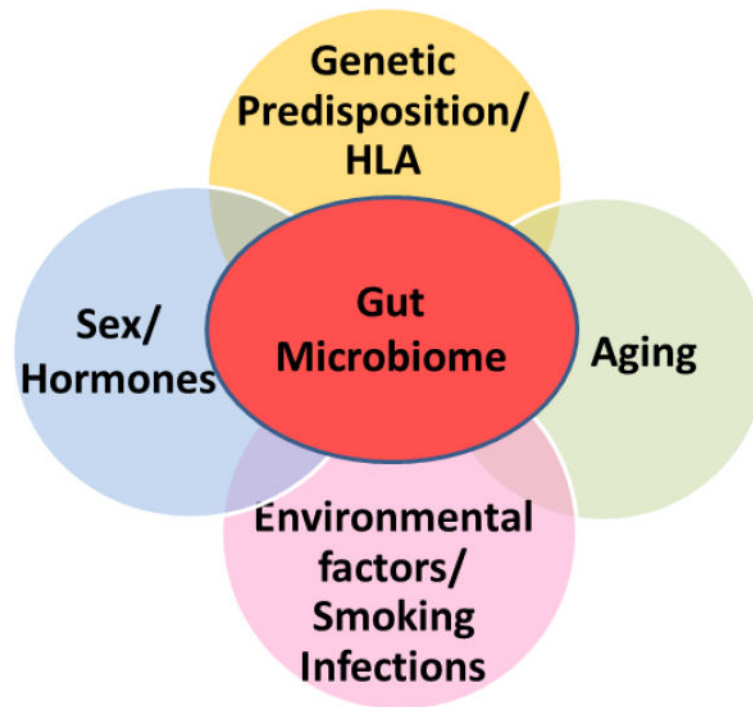 Genetic
Predisposition/
HLA
Sex/
Hormones
Gut
Microbiome
Aging
Environmental
factors/
Smoking
Infections